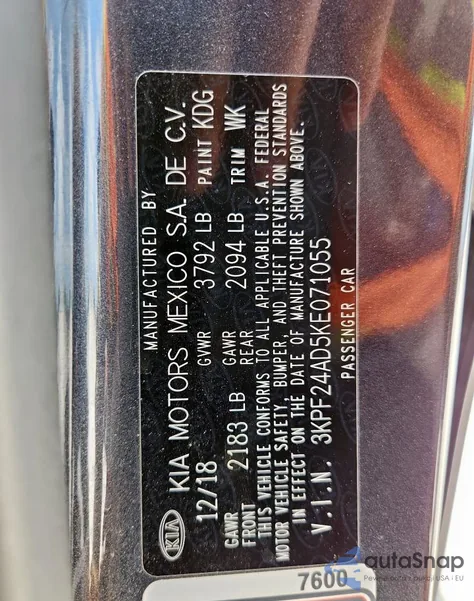 MANUFACTURED BY
KIA KIA MOTORS MEXICO S.A. DE C.V.
12/18 GVWR 3792 LB PAINT KDG
GAWR FRONT 2183 LB GAWR REAR 2094 LB TRIM WK
THIS VEHICLE CONFORMS TO ALL APPLICABLE U.S.A. FEDERAL
MOTOR VEHICLE SAFETY, BUMPER, AND THEFT PREVENTION STANDARDS
IN EFFECT ON THE DATE OF MANUFACTURE SHOWN ABOVE.
V.I.N. 3KPF24AD5KE071055
PASSENGER CAR
7600
autoSnap